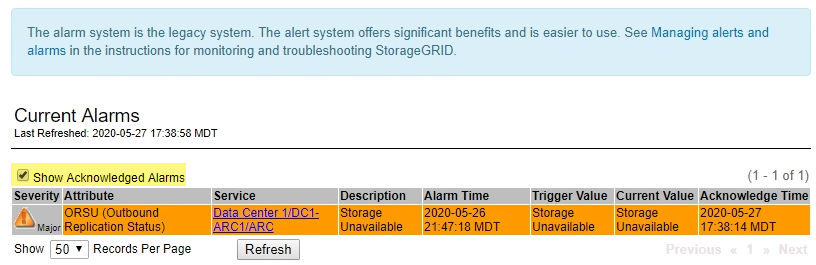 The alarm system is the legacy system. The alert system offers significant benefits and is easier to use. See Managing alerts and
alarms in the instructions for monitoring and troubleshooting StorageGRID.
Current Alarms
Last Refreshed: 2020-05-27 17:38:58 MDT
Show Acknowledged Alarms (1 - 1 of 1)
Severity Attribute Service Description Alarm Time Trigger Value Current Value Acknowledge Time
Major ORSU (Outbound Data Center 1/DC1- Storage 2020-05-26 Storage Storage 2020-05-27
Replication Status) ARC1/ARC Unavailable 21:47:18 MDT Unavailable Unavailable 17:38:14 MDT
Show 50 Records Per Page Refresh Previous « 1 » Next